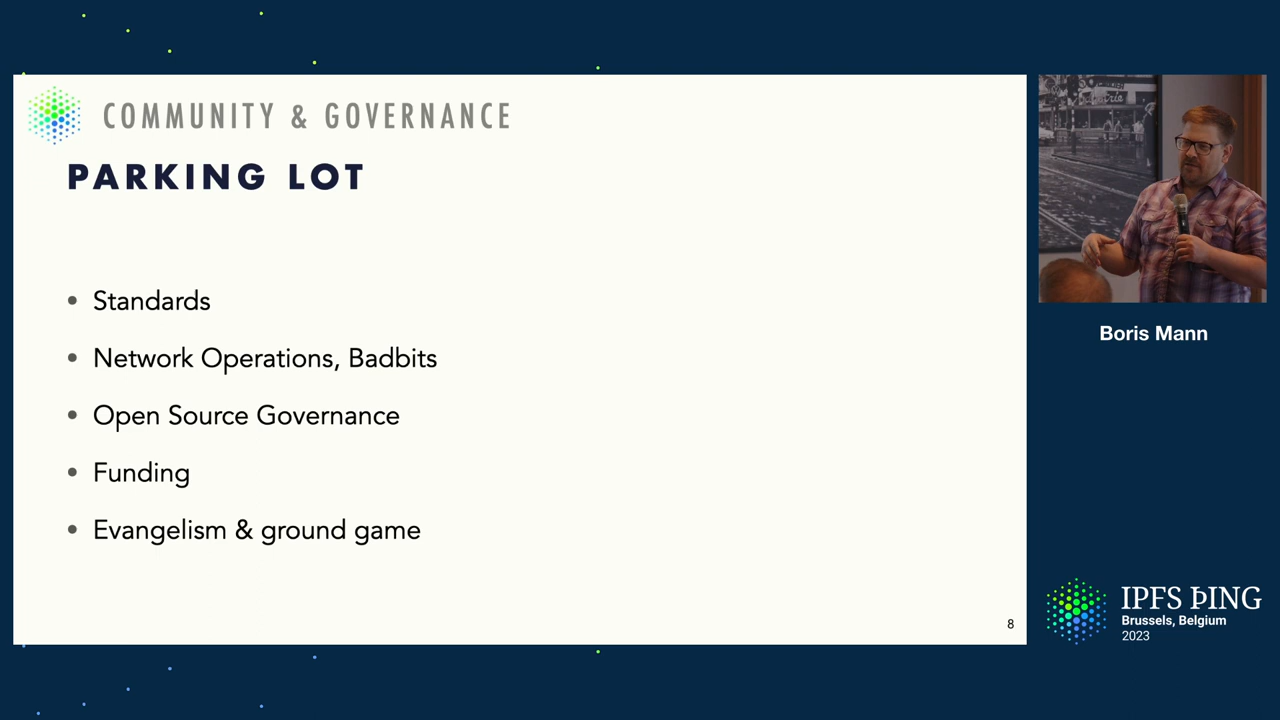 COMMUNITY & GOVERNANCE
PARKING LOT
• Standards
• Network Operations, Badbits
• Open Source Governance
• Funding
• Evangelism & ground game
8
Boris Mann
IPFS ÞING
Brussels, Belgium
2023